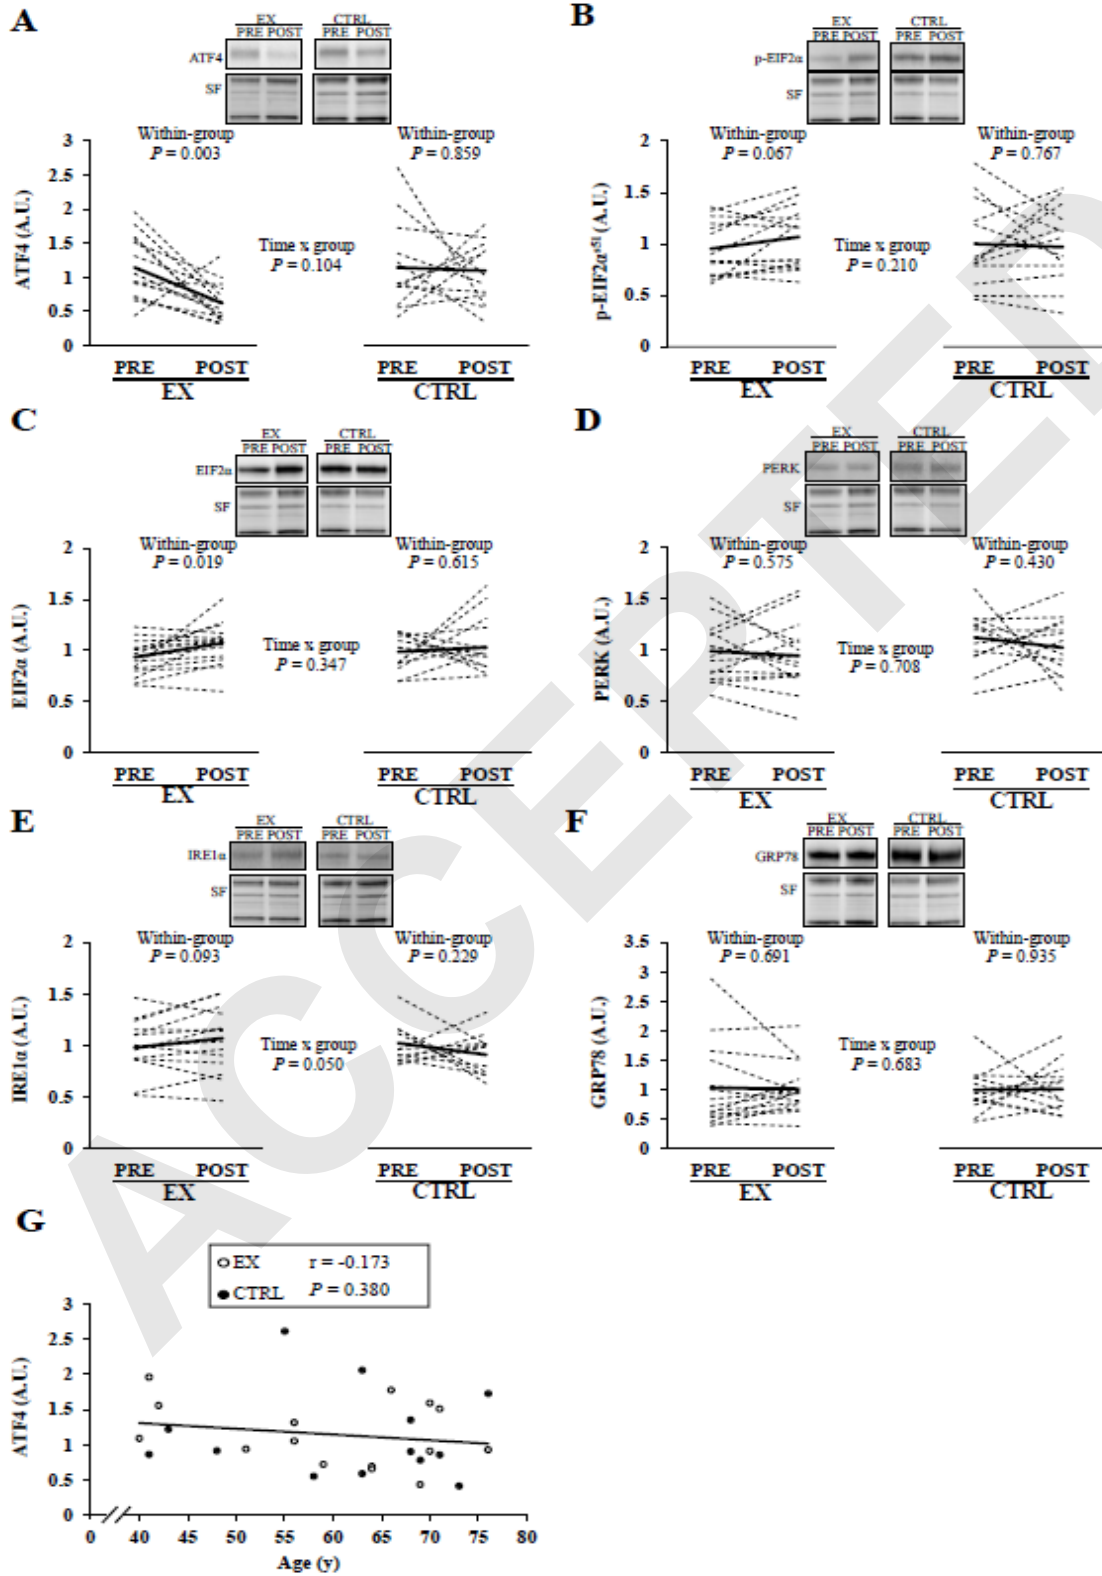 A
EX CTRL
PRE POST PRE POST
ATF4
SF
Within-group
P = 0.003
Within-group
P = 0.859
3
2.5
2
1.5
1
0.5
0
ATF4 (A.U.)
Time x group
P = 0.104
PRE POST PRE POST
EX CTRL
B
EX CTRL
PRE POST PRE POST
p-EIF2α
SF
Within-group
P = 0.067
Within-group
P = 0.767
2
1.5
1
0.5
0
p-EIF2α^s51 (A.U.)
Time x group
P = 0.210
PRE POST PRE POST
EX CTRL
C
EX CTRL
PRE POST PRE POST
EIF2α
SF
Within-group
P = 0.019
Within-group
P = 0.615
2
1.5
1
0.5
0
EIF2α (A.U.)
Time x group
P = 0.347
PRE POST PRE POST
EX CTRL
D
EX CTRL
PRE POST PRE POST
PERK
SF
Within-group
P = 0.575
Within-group
P = 0.430
2
1.5
1
0.5
0
PERK (A.U.)
Time x group
P = 0.708
PRE POST PRE POST
EX CTRL
E
EX CTRL
PRE POST PRE POST
IRE1α
SF
Within-group
P = 0.093
Within-group
P = 0.229
2
1.5
1
0.5
0
IRE1α (A.U.)
Time x group
P = 0.050
PRE POST PRE POST
EX CTRL
F
EX CTRL
PRE POST PRE POST
GRP78
SF
Within-group
P = 0.691
Within-group
P = 0.935
3.5
3
2.5
2
1.5
1
0.5
0
GRP78 (A.U.)
Time x group
P = 0.683
PRE POST PRE POST
EX CTRL
G
EX r = -0.173
CTRL P = 0.380
3
2.5
2
1.5
1
0.5
0
ATF4 (A.U.)
0 40 45 50 55 60 65 70 75 80
Age (y)
ACCEPTED